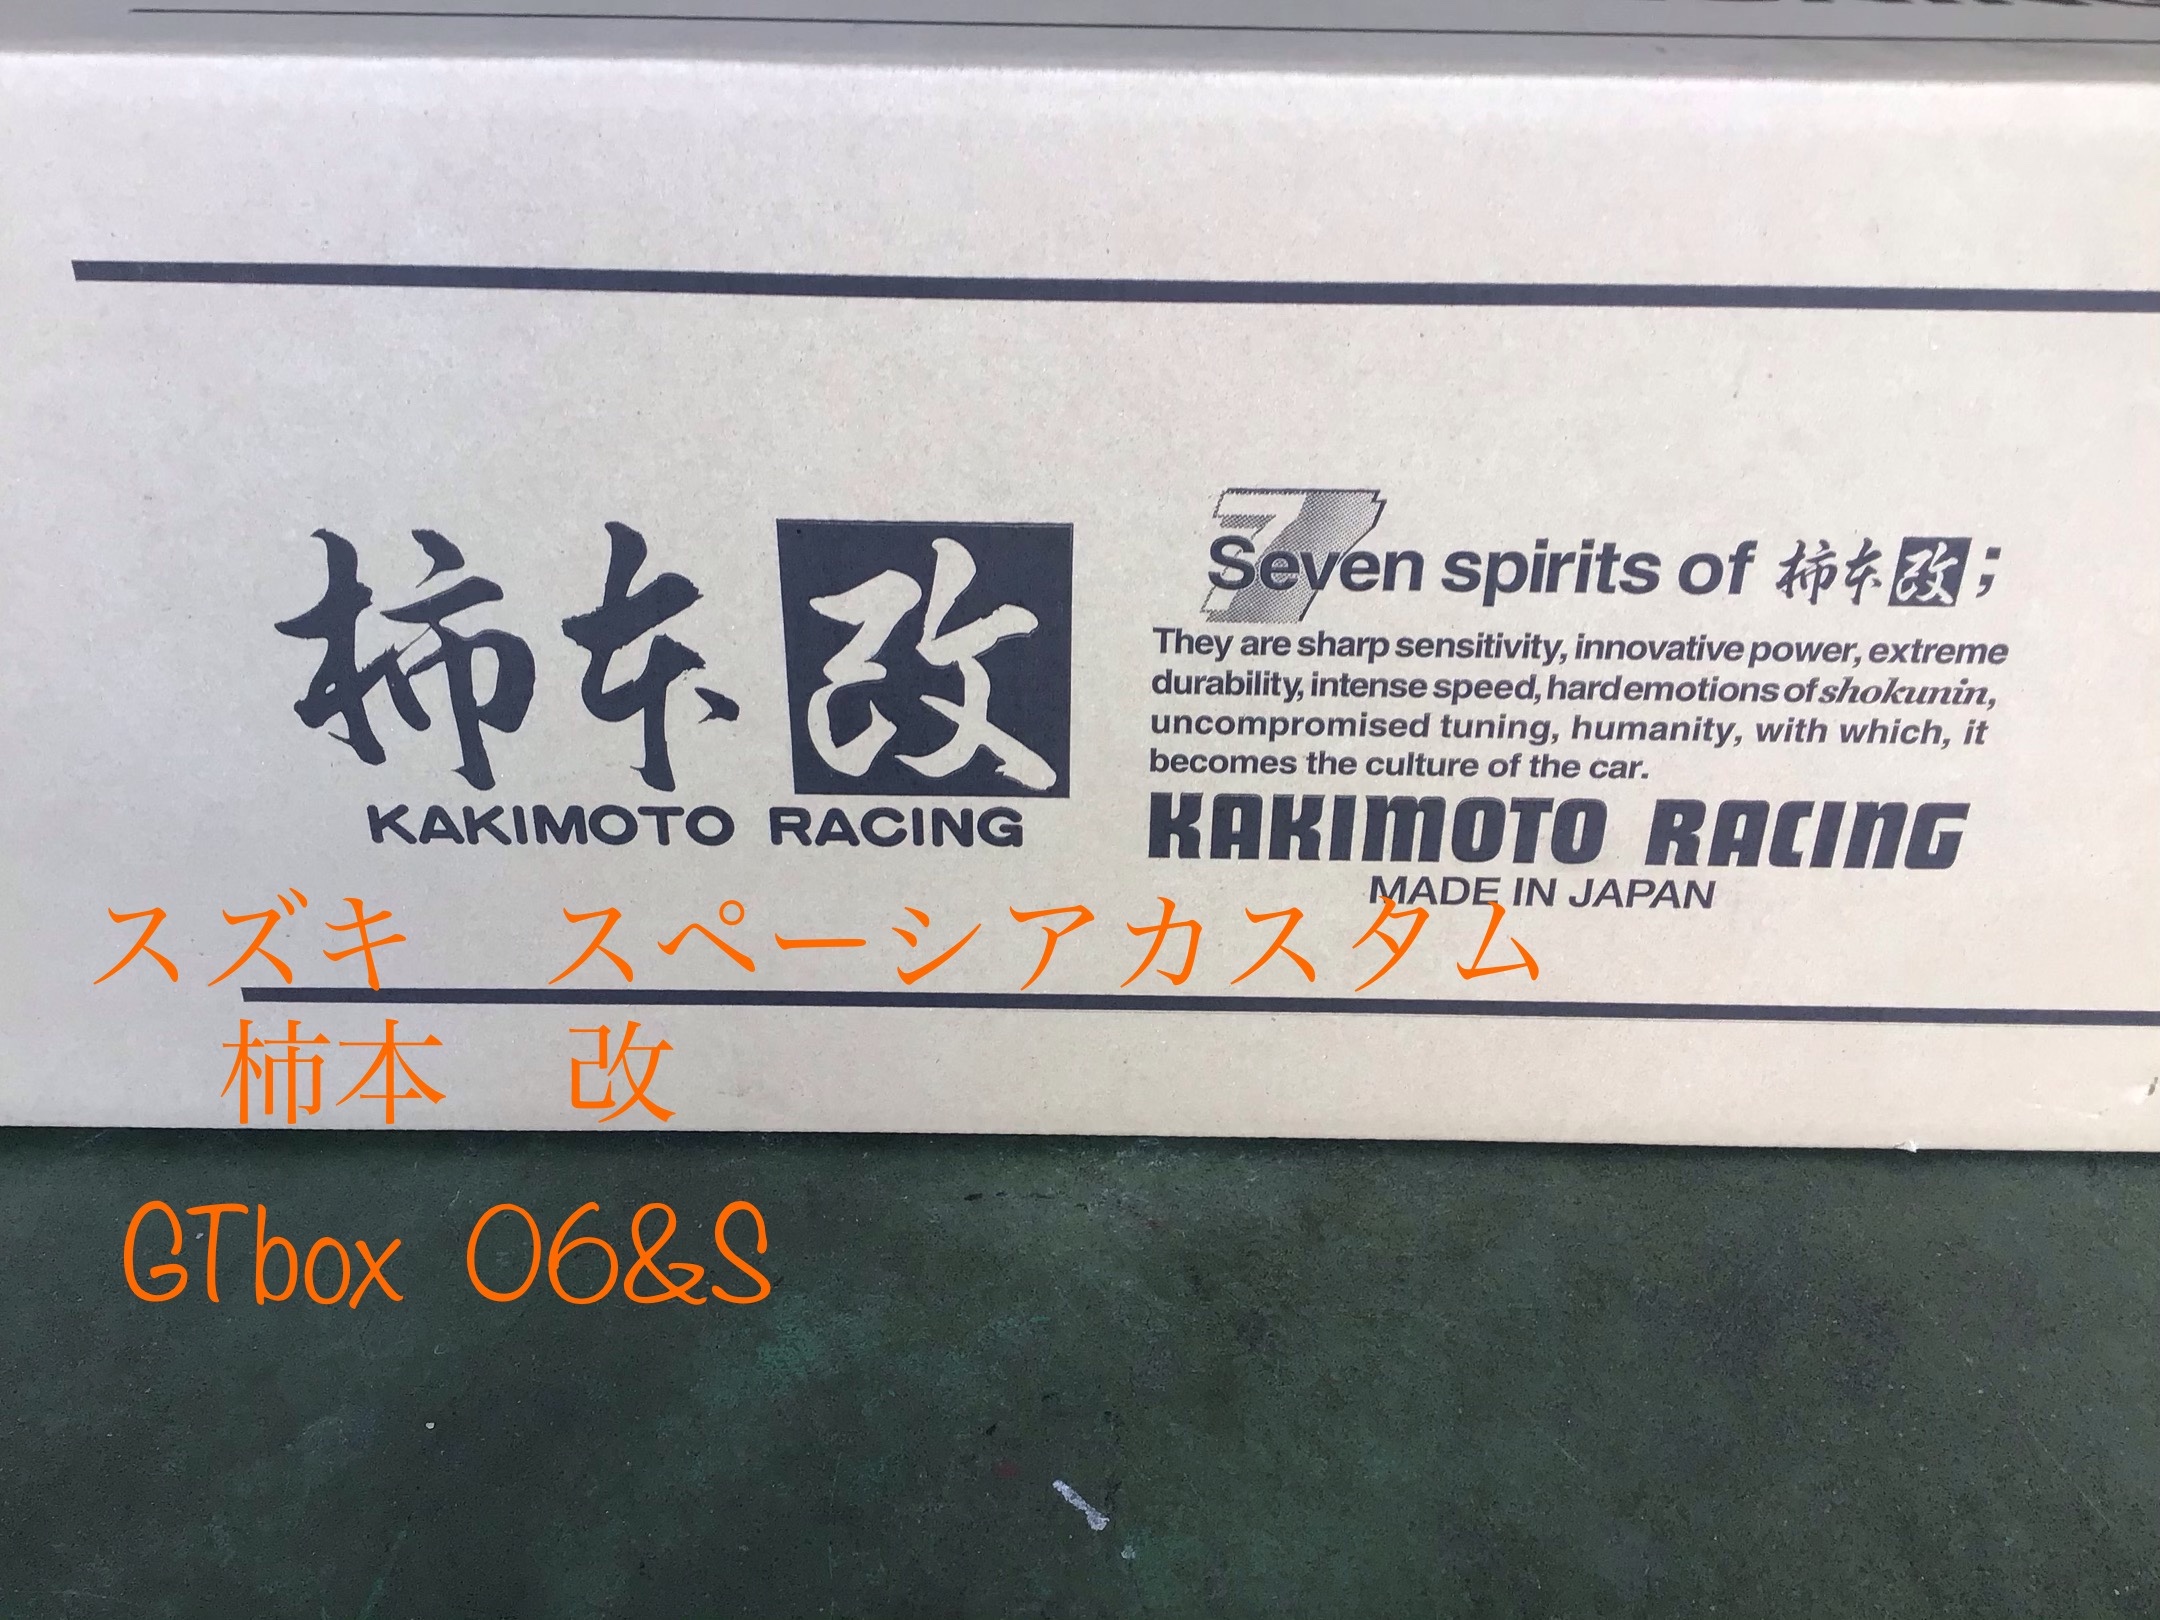 柿本改
KAKIMOTO RACING
7
Seven spirits of 柿本改;
They are sharp sensitivity, innovative power, extreme
durability, intense speed, hard emotions of shokunin,
uncompromised tuning, humanity, with which, it
becomes the culture of the car.
KAKIMOTO RACING
MADE IN JAPAN
スズキ　スペーシアカスタム
柿本　改
GTbox 06&S